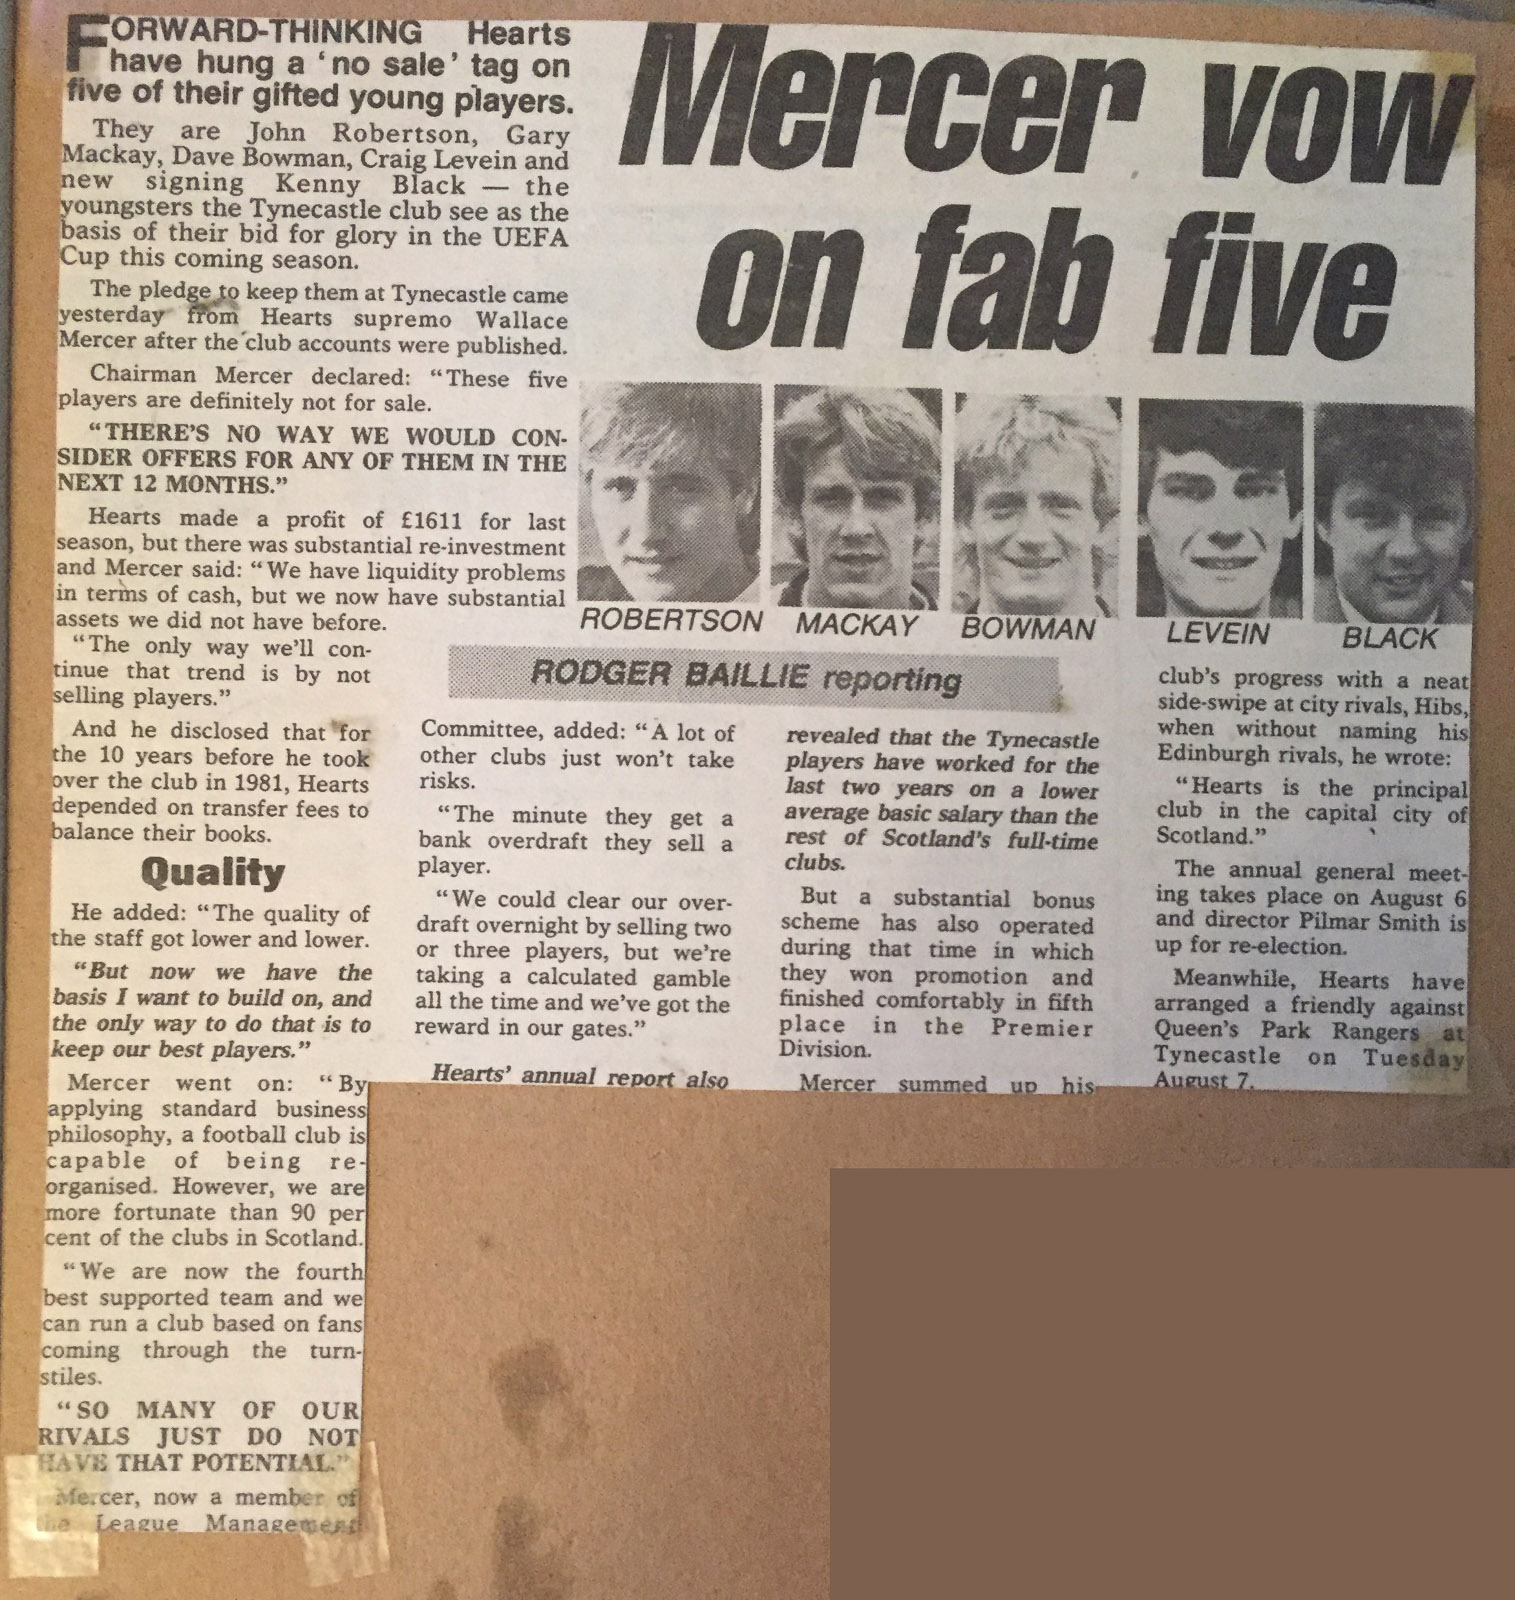 Mercer vow
on fab five
FORWARD-THINKING Hearts
have hung a ‘no sale’ tag on
five of their gifted young players.
They are John Robertson, Gary
Mackay, Dave Bowman, Craig Levein and
new signing Kenny Black — the
youngsters the Tynecastle club see as the
basis of their bid for glory in the UEFA
Cup this coming season.
The pledge to keep them at Tynecastle came
yesterday from Hearts supremo Wallace
Mercer after the club accounts were published.
Chairman Mercer declared: “These five
players are definitely not for sale.
“THERE’S NO WAY WE WOULD CON-
SIDER OFFERS FOR ANY OF THEM IN THE
NEXT 12 MONTHS.”
Hearts made a profit of £1611 for last
season, but there was substantial re-investment
and Mercer said: “We have liquidity problems
in terms of cash, but we now have substantial
assets we did not have before.
“The only way we’ll con-
tinue that trend is by not
selling players.”
And he disclosed that for
the 10 years before he took
over the club in 1981, Hearts
depended on transfer fees to
balance their books.
Quality
He added: “The quality of
the staff got lower and lower.
“But now we have the
basis I want to build on, and
the only way to do that is to
keep our best players.”
Mercer went on: “By
applying standard business
philosophy, a football club is
capable of being re-
organised. However, we are
more fortunate than 90 per
cent of the clubs in Scotland.
“We are now the fourth
best supported team and we
can run a club based on fans
coming through the turn-
stiles.
“SO MANY OF OUR
RIVALS JUST DO NOT
HAVE THAT POTENTIAL.”
Mercer, now a member of
the League Management
ROBERTSON
MACKAY
BOWMAN
LEVEIN
BLACK
RODGER BAILLIE reporting
Committee, added: “A lot of
other clubs just won’t take
risks.
“The minute they get a
bank overdraft they sell a
player.
“We could clear our over-
draft overnight by selling two
or three players, but we’re
taking a calculated gamble
all the time and we’ve got the
reward in our gates.”
Hearts’ annual report also
revealed that the Tynecastle
players have worked for the
last two years on a lower
average basic salary than the
rest of Scotland’s full-time
clubs.
But a substantial bonus
scheme has also operated
during that time in which
they won promotion and
finished comfortably in fifth
place in the Premier
Division.
Mercer summed up his
club’s progress with a neat
side-swipe at city rivals, Hibs,
when without naming his
Edinburgh rivals, he wrote:
“Hearts is the principal
club in the capital city of
Scotland.”
The annual general meet-
ing takes place on August 6
and director Pilmar Smith is
up for re-election.
Meanwhile, Hearts have
arranged a friendly against
Queen’s Park Rangers at
Tynecastle on Tuesday
August 7.